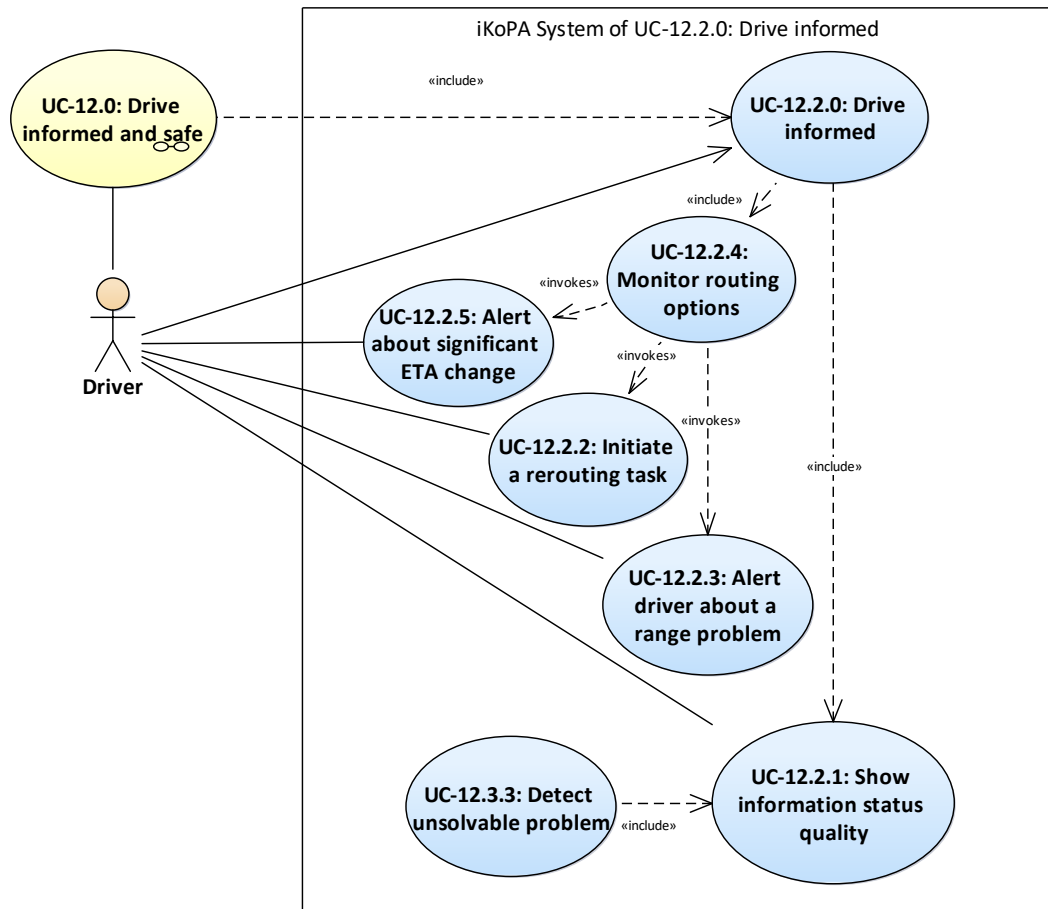 iKoPA System of UC-12.2.0: Drive informed
UC-12.0: Drive
informed and safe
«include»
UC-12.2.0: Drive
informed
«include»
UC-12.2.4:
Monitor routing
options
«invokes»
UC-12.2.5: Alert
about significant
ETA change
Driver
«invokes»
«invokes»
UC-12.2.2: Initiate
a rerouting task
«include»
UC-12.2.3: Alert
driver about a
range problem
UC-12.3.3: Detect
unsolvable problem
«include»
UC-12.2.1: Show
information status
quality